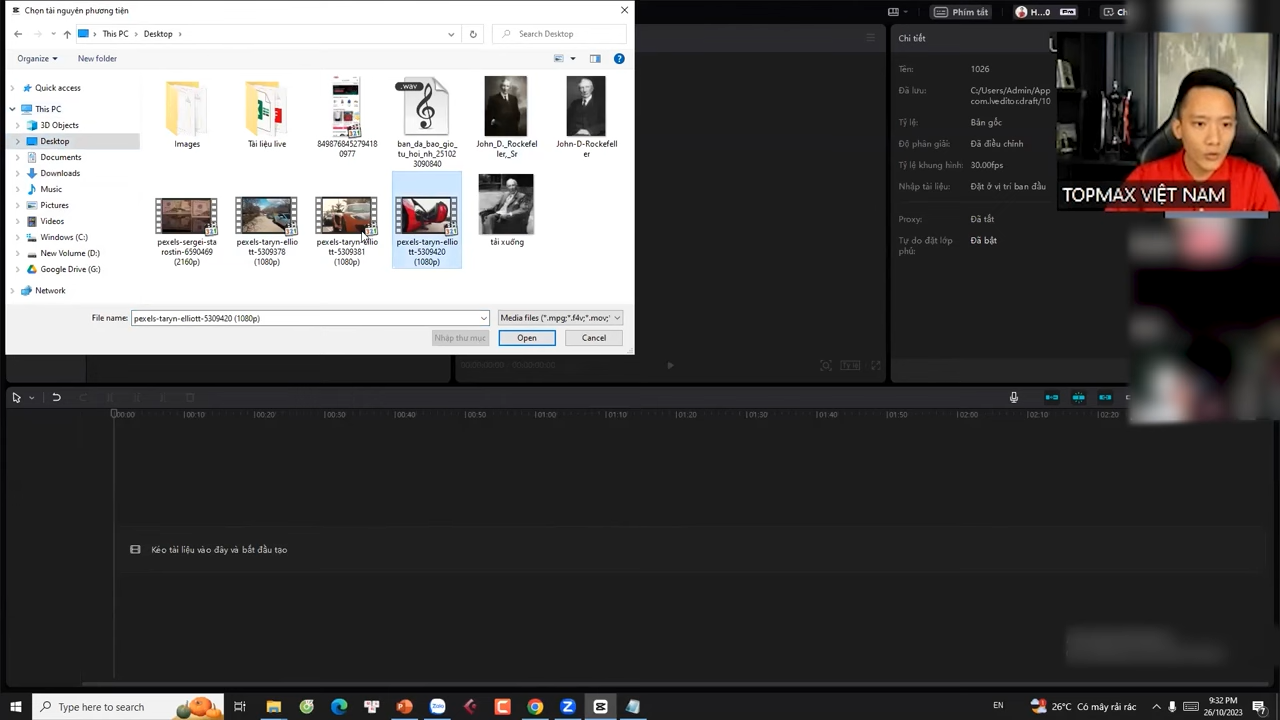 Chọn tài nguyên phương tiện
This PC
Desktop
Search Desktop
Organize
New folder
Phím tắt
H...0
Chi tiết
Tên:
1026
Đã lưu:
C:/Users/Admin/App
com.lveditor.draft/10
Tỷ lệ:
Bản gốc
Độ phân giải:
Đã điều chỉnh
Tỷ lệ khung hình:
30.00fps
Nhập tài liệu:
Đặt ở vị trí ban đầu
Proxy:
Đã tắt
Tự do đặt lớp
phủ:
Đã bật
TOPMAX VIỆT NAM
Quick access
This PC
3D Objects
Desktop
Documents
Downloads
Music
Pictures
Videos
Windows (C:)
New Volume (D:)
Google Drive (G:)
Network
.wav
Images
Tài liệu live
849876845279418
0977
ban_da_bao_gio_
tu_hoi_nh_25102
3090840
John_D._Rockefel
ler,_Sr
John-D-Rockefell
er
pexels-sergei-sta
rostin-6590469
(2160p)
pexels-taryn-ellio
tt-5309378
(1080p)
pexels-taryn-ellio
tt-5309381
(1080p)
pexels-taryn-ellio
tt-5309420
(1080p)
tải xuống
File name:
pexels-taryn-elliott-5309420 (1080p)
Media files (*.mpg;*.f4v;*.mov;*
Nhập thư mục
Open
Cancel
00:00
00:10
00:20
00:30
00:40
00:50
01:00
01:10
01:20
01:30
01:40
01:50
02:00
02:10
02:20
Kéo tài liệu vào đây và bắt đầu tạo
Type here to search
Zalo
26°C Có mây rải rác
EN
9:32 PM
26/10/2023